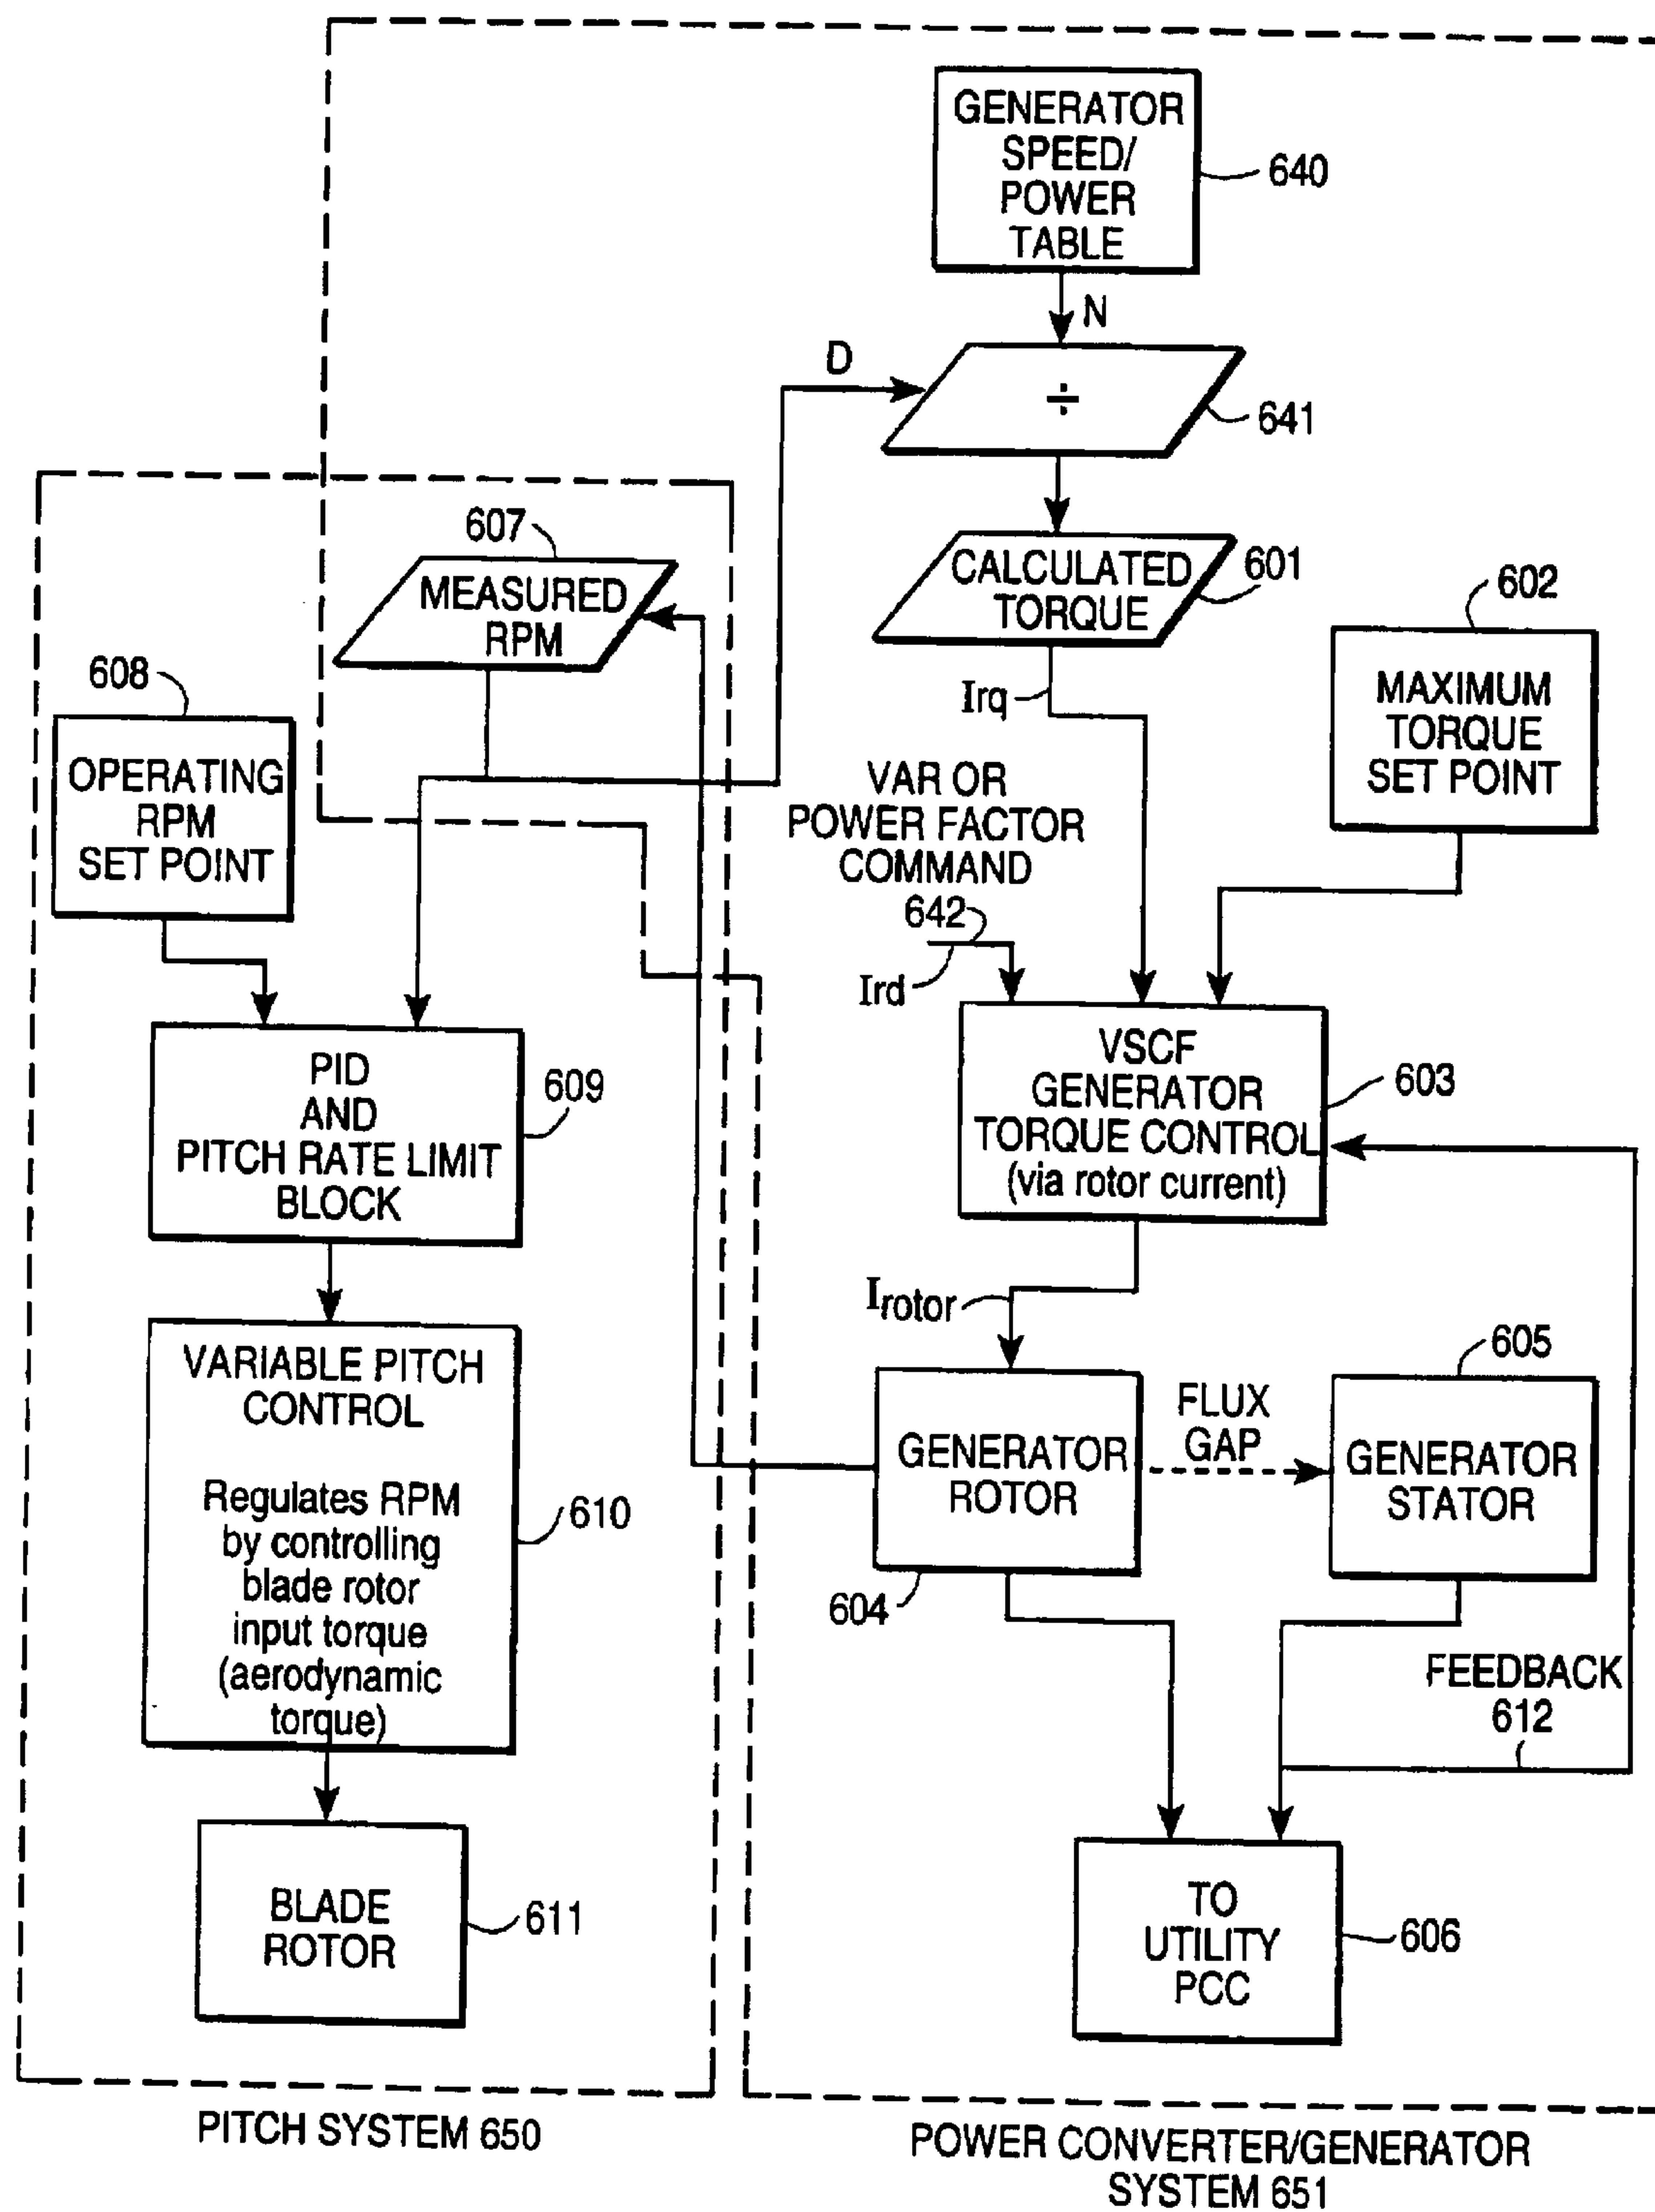 GENERATOR
SPEED/
POWER
TABLE
640
N
D
÷
641
607
MEASURED
RPM
CALCULATED
TORQUE
601
602
MAXIMUM
TORQUE
SET POINT
608
OPERATING
RPM
SET POINT
Irq
VAR OR
POWER FACTOR
COMMAND
642
Ird
PID
AND
PITCH RATE LIMIT
BLOCK
609
VSCF
GENERATOR
TORQUE CONTROL
(via rotor current)
603
Irotor
VARIABLE PITCH
CONTROL
Regulates RPM
by controlling
blade rotor
input torque
(aerodynamic
torque)
610
GENERATOR
ROTOR
604
FLUX
GAP
605
GENERATOR
STATOR
FEEDBACK
612
BLADE
ROTOR
611
TO
UTILITY
PCC
606
PITCH SYSTEM 650
POWER CONVERTER/GENERATOR
SYSTEM 651